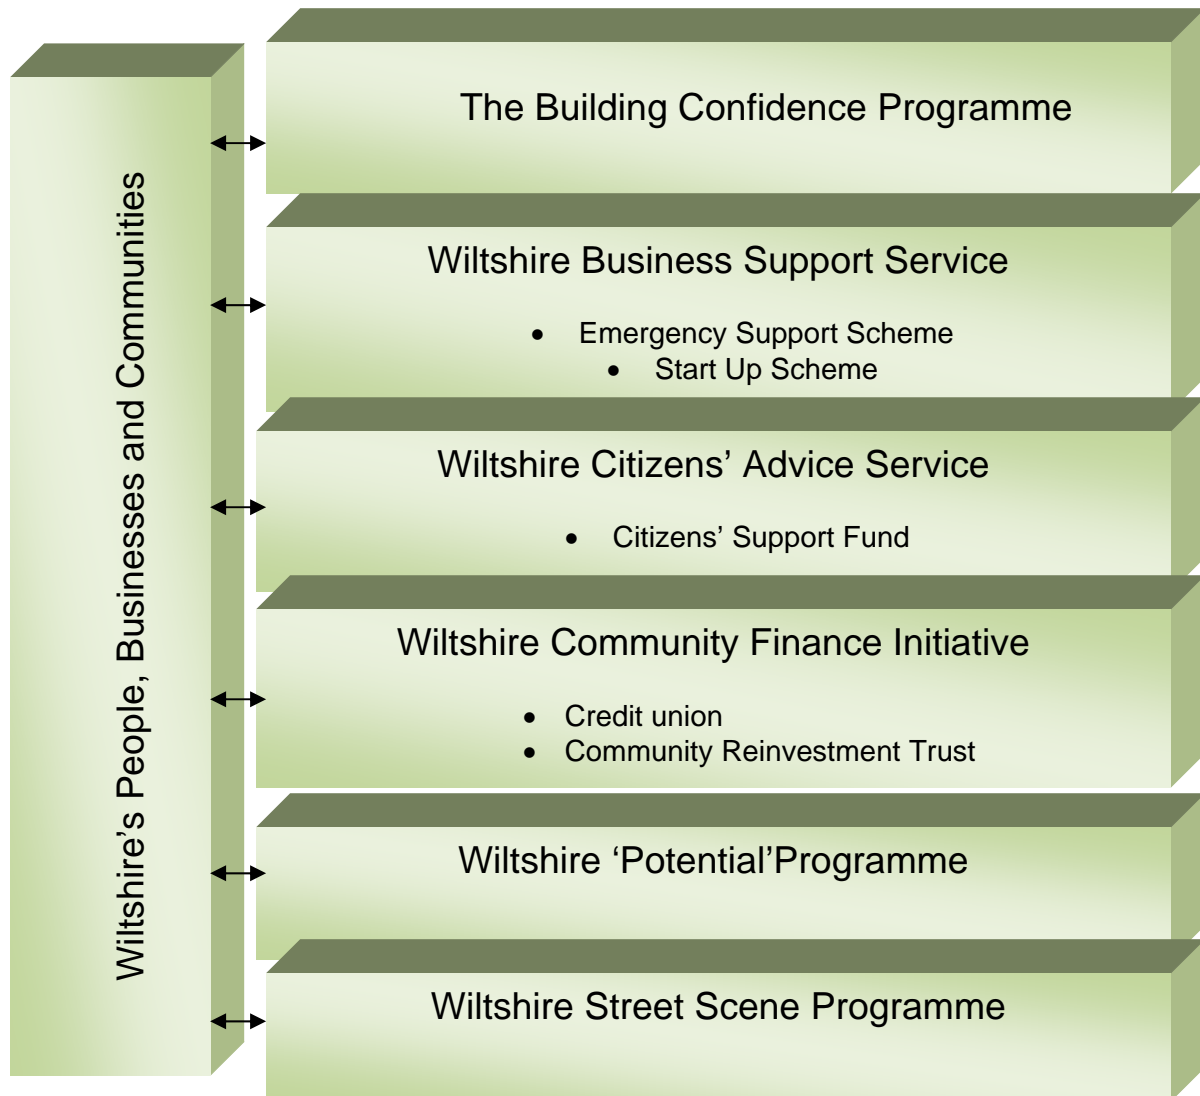 Wiltshire’s People, Businesses and Communities
The Building Confidence Programme
Wiltshire Business Support Service
• Emergency Support Scheme
• Start Up Scheme
Wiltshire Citizens’ Advice Service
• Citizens’ Support Fund
Wiltshire Community Finance Initiative
• Credit union
• Community Reinvestment Trust
Wiltshire ‘Potential’Programme
Wiltshire Street Scene Programme